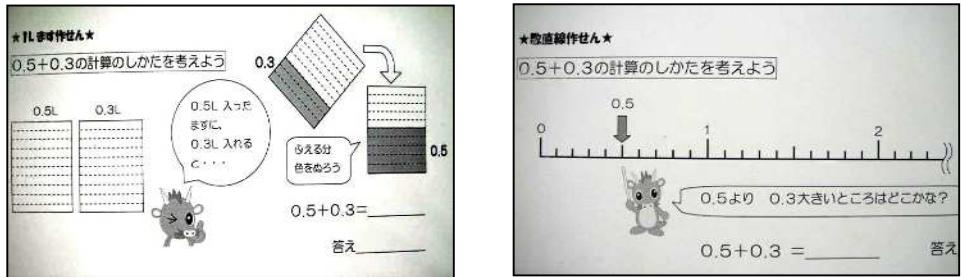 ★1Lます作せん★
0.5+0.3の計算のしかたを考えよう
0.5L 0.3L
0.5L 入った
ますに、
0.3L 入れる
と・・・
0.3
ふえる分
色をぬろう
0.5
0.5+0.3=
答え
★数直線作せん★
0.5+0.3の計算のしかたを考えよう
0.5
0 1 2
0.5より 0.3大きいところはどこかな？
0.5+0.3 =
答え